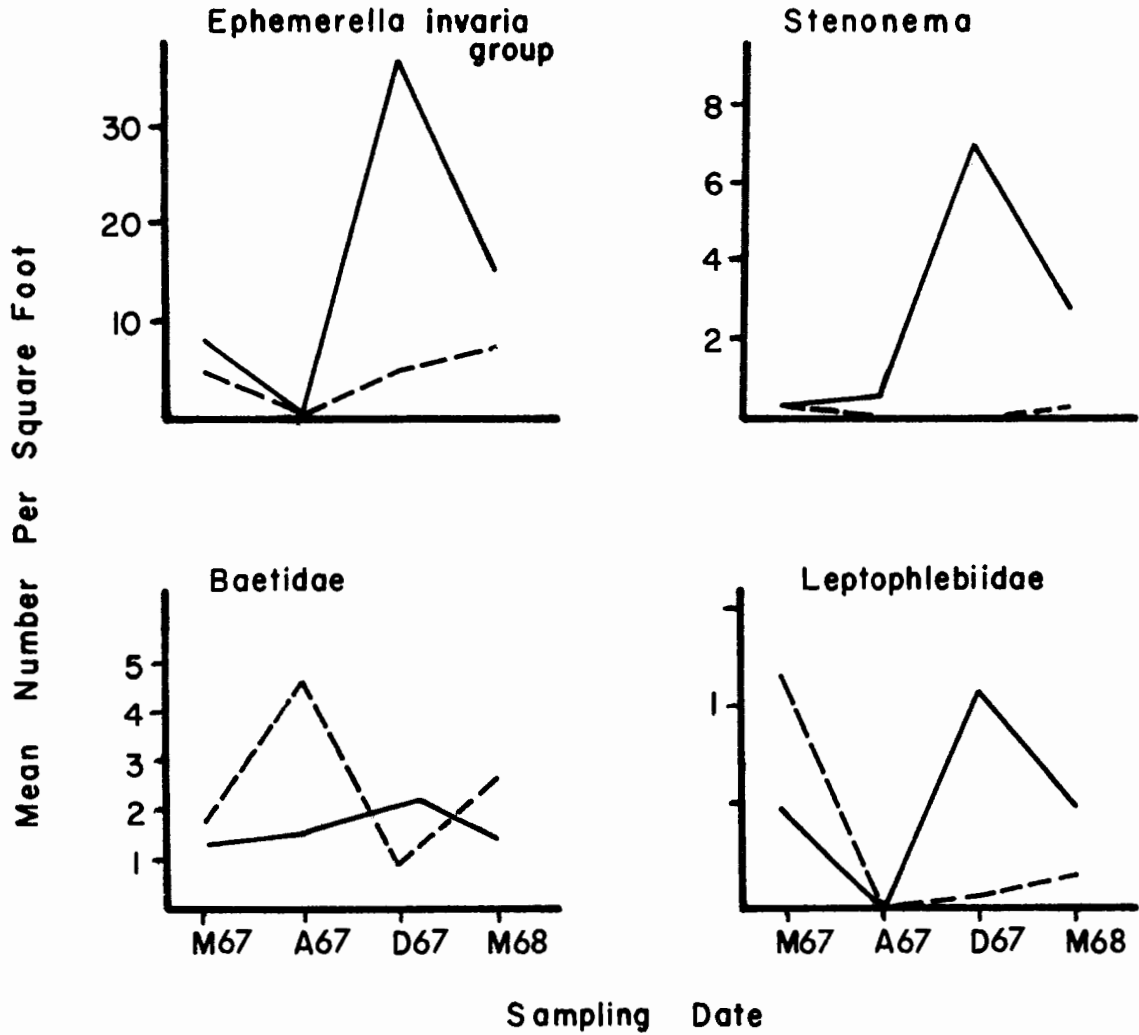 Ephemerella invaria
group
30
20
10
Stenonema
8
6
4
2
Mean Number Per Square Foot
Baetidae
5
4
3
2
1
M67 A67 D67 M68
Leptophlebiidae
1
M67 A67 D67 M68
Sampling Date